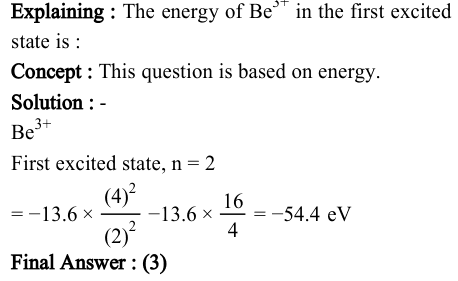 Explaining : The energy of Be³⁺ in the first excited
state is :
Concept : This question is based on energy.
Solution : -
Be³⁺
First excited state, n = 2
= −13.6 × (4)²/(2)² −13.6 × 16/4 = −54.4 eV
Final Answer : (3)